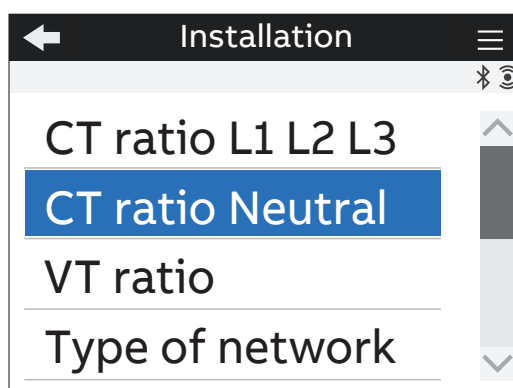 Installation
CT ratio L1 L2 L3
CT ratio Neutral
VT ratio
Type of network